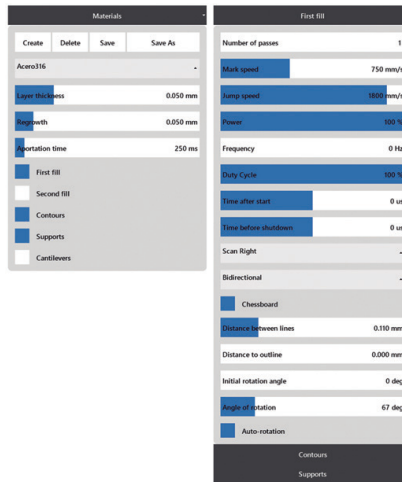 Materials
Create Delete Save Save As
Acero316
Layer thickness 0.050 mm
Regrowth 0.050 mm
Aportation time 250 ms
First fill
Second fill
Contours
Supports
Cantilevers
First fill
Number of passes 1
Mark speed 750 mm/s
Jump speed 1800 mm/s
Power 100 %
Frequency 0 Hz
Duty Cycle 100 %
Time after start 0 us
Time before shutdown 0 us
Scan Right
Bidirectional
Chessboard
Distance between lines 0.110 mm
Distance to outline 0.000 mm
Initial rotation angle 0 deg
Angle of rotation 67 deg
Auto-rotation
Contours
Supports